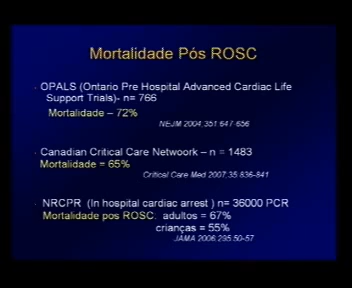 Mortalidade Pós ROSC
OPALS (Ontario Pre Hospital Advanced Cardiac Life
Support Trials)- n= 766
Mortalidade – 72%
NEJM 2004;351:647-656
Canadian Critical Care Netwoork – n = 1483
Mortalidade = 65%
Critical Care Med 2007;35:836-841
NRCPR (In hospital cardiac arrest ) n= 36000 PCR
Mortalidade pos ROSC: adultos = 67%
crianças = 55%
JAMA 2006:295:50-57